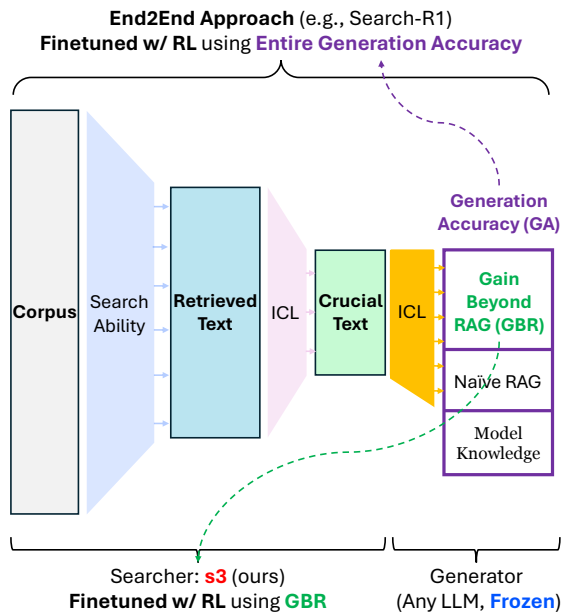 End2End Approach (e.g., Search-R1)
Finetuned w/ RL using Entire Generation Accuracy
Generation
Accuracy (GA)
Corpus
Search
Ability
Retrieved
Text
ICL
Crucial
Text
ICL
Gain
Beyond
RAG (GBR)
Naïve RAG
Model
Knowledge
Searcher: s3 (ours)
Finetuned w/ RL using GBR
Generator
(Any LLM, Frozen)